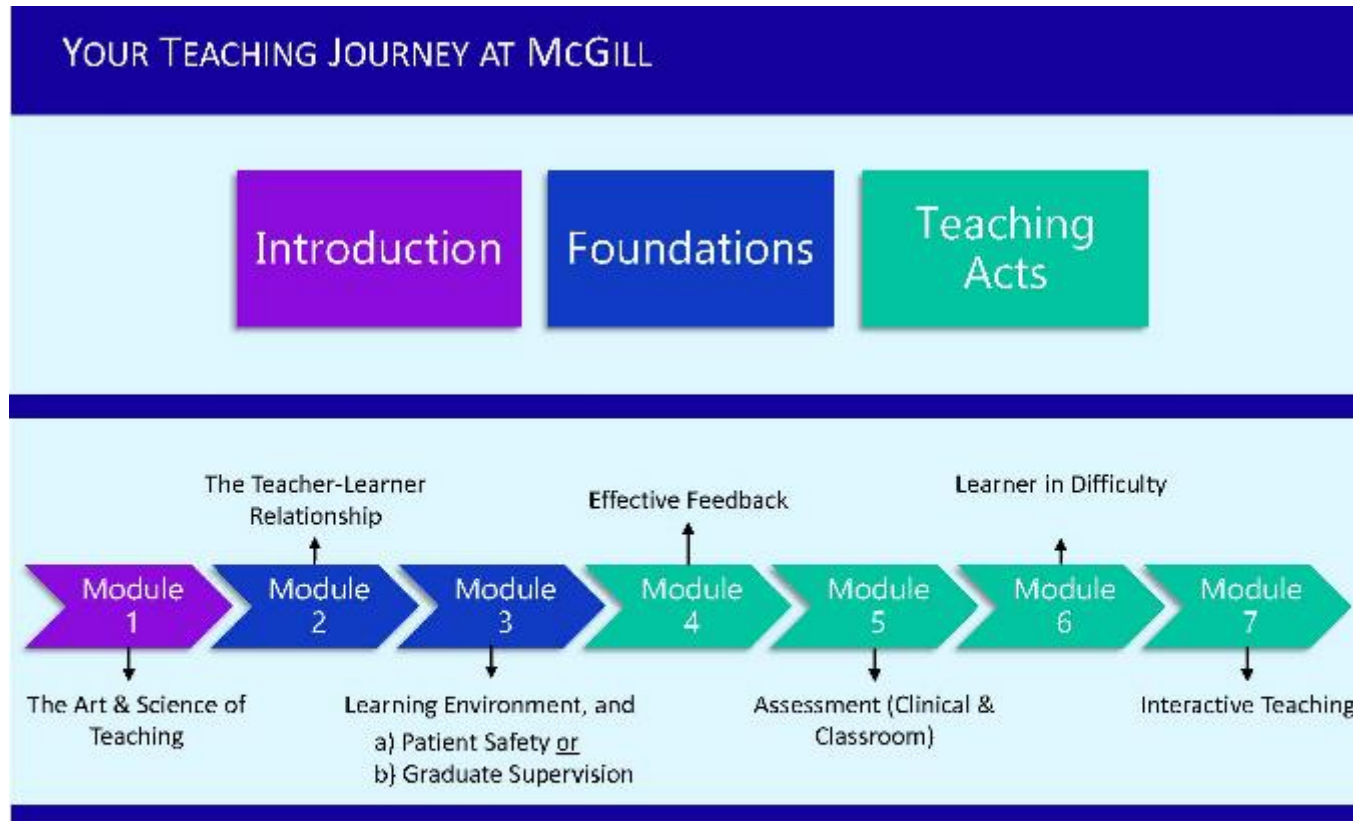 YOUR TEACHING JOURNEY AT MCGILL
Introduction
Foundations
Teaching
Acts
The Teacher-Learner
Relationship
Effective Feedback
Learner in Difficulty
Module
1
Module
2
Module
3
Module
4
Module
5
Module
6
Module
7
The Art & Science of
Teaching
Learning Environment, and
a) Patient Safety or
b) Graduate Supervision
Assessment (Clinical &
Classroom)
Interactive Teaching